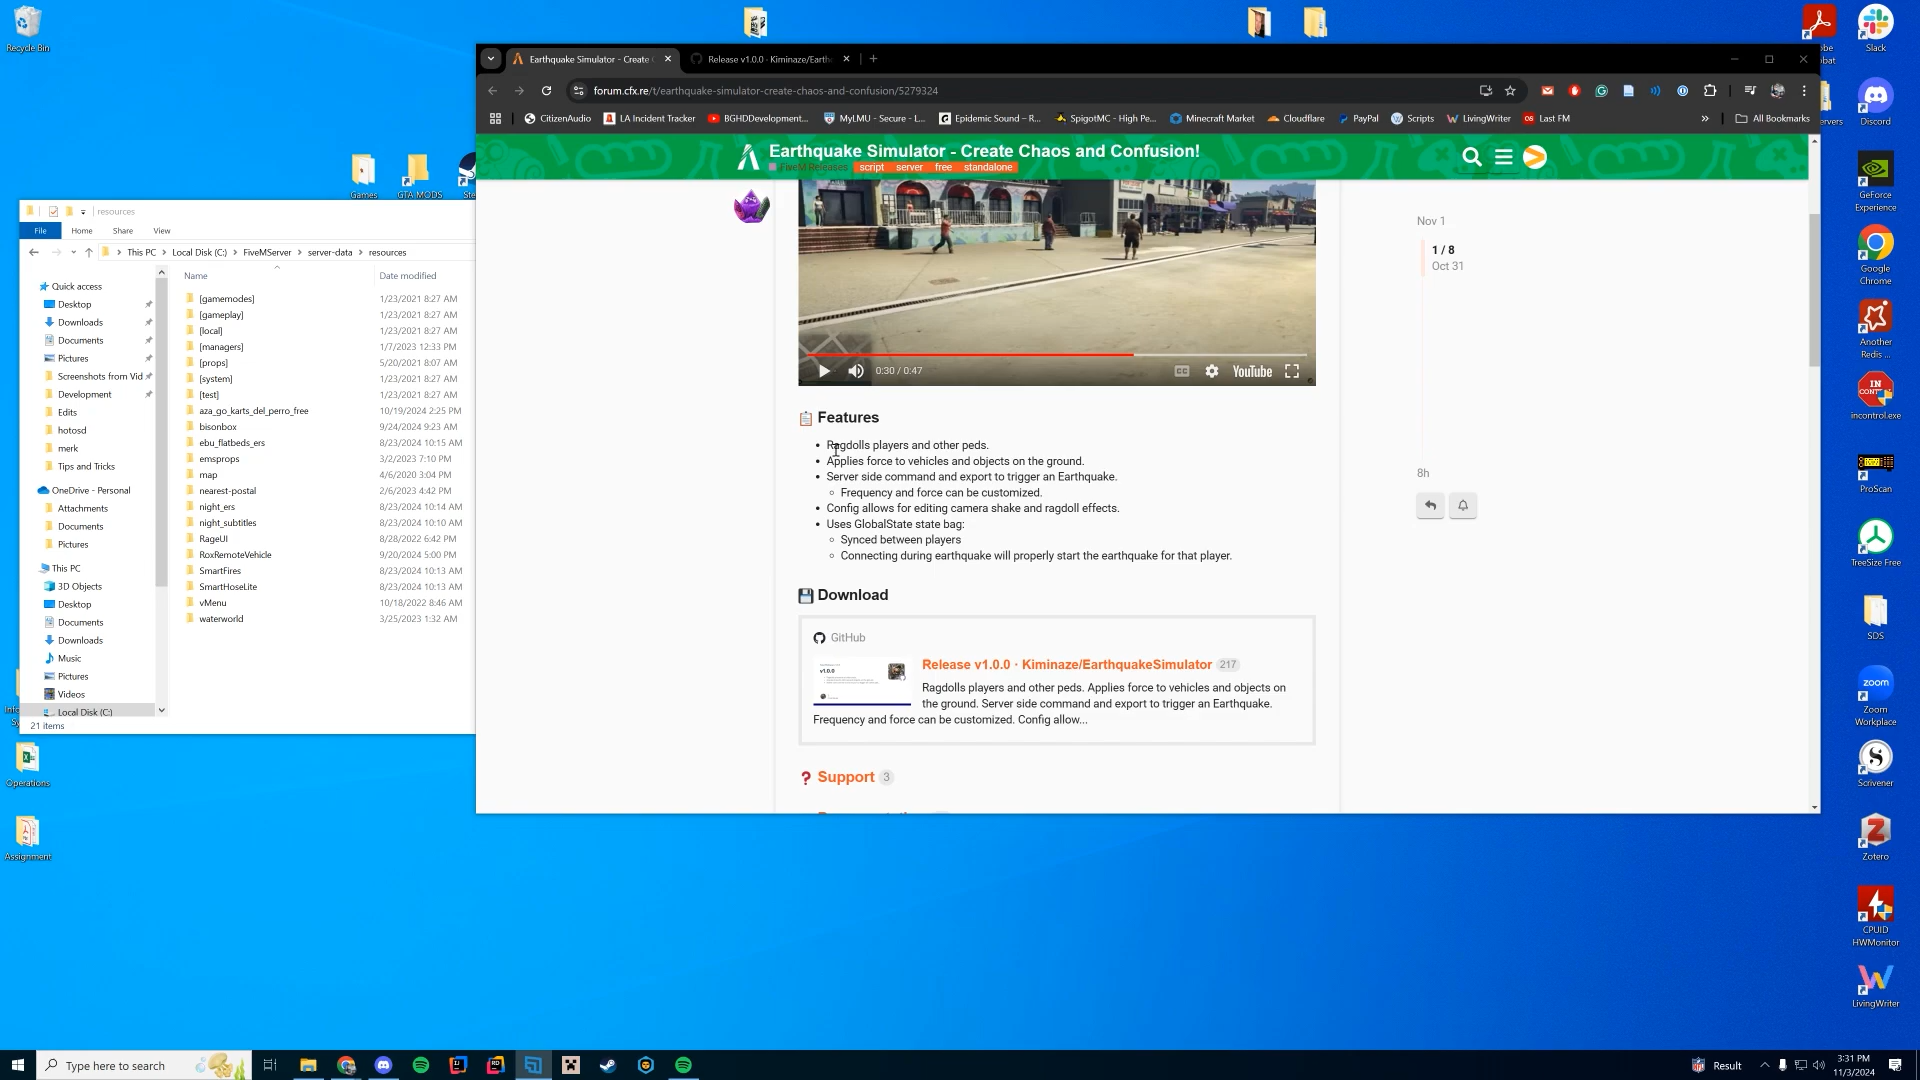 Recycle Bin
Games
GTA MODS
Operations
Assignment
resources
File Home Share View
This PC Local Disk (C:) FiveMServer server-data resources
Name Date modified
Quick access
Desktop
Downloads
Documents
Pictures
Screenshots from Vid
Development
Edits
hotosd
merk
Tips and Tricks
OneDrive - Personal
Attachments
Documents
Pictures
This PC
3D Objects
Desktop
Documents
Downloads
Music
Pictures
Videos
Local Disk (C:)
21 items
[gamemodes] 1/23/2021 8:27 AM
[gameplay] 1/23/2021 8:27 AM
[local] 1/23/2021 8:27 AM
[managers] 1/7/2023 12:33 PM
[props] 5/20/2021 8:07 AM
[system] 1/23/2021 8:27 AM
[test] 1/23/2021 8:27 AM
aza_go_karts_del_perro_free 10/19/2024 2:25 PM
bisonbox 9/24/2024 9:23 AM
ebu_flatbeds_ers 8/23/2024 10:15 AM
emsprops 3/2/2023 7:10 PM
map 4/6/2020 3:04 PM
nearest-postal 2/6/2023 4:42 PM
night_ers 8/23/2024 10:14 AM
night_subtitles 8/23/2024 10:10 AM
RageUI 8/28/2022 6:42 PM
RoxRemoteVehicle 9/20/2024 5:00 PM
SmartFires 8/23/2024 10:13 AM
SmartHoseLite 8/23/2024 10:13 AM
vMenu 10/18/2022 8:46 AM
waterworld 3/25/2023 1:32 AM
Earthquake Simulator - Create C
Release v1.0.0 · Kiminaze/Earth
forum.cfx.re/t/earthquake-simulator-create-chaos-and-confusion/5279324
CitizenAudio LA Incident Tracker BGHDDevelopment... MyLMU - Secure - L... Epidemic Sound – R... SpigotMC - High Pe... Minecraft Market Cloudflare PayPal Scripts LivingWriter Last FM » All Bookmarks
Earthquake Simulator - Create Chaos and Confusion!
FiveM Releases script server free standalone
0:30 / 0:47
CC
YouTube
Features
Ragdolls players and other peds.
Applies force to vehicles and objects on the ground.
Server side command and export to trigger an Earthquake.
Frequency and force can be customized.
Config allows for editing camera shake and ragdoll effects.
Uses GlobalState state bag:
Synced between players
Connecting during earthquake will properly start the earthquake for that player.
Download
GitHub
Release v1.0.0 · Kiminaze/EarthquakeSimulator 217
Ragdolls players and other peds. Applies force to vehicles and objects on
the ground. Server side command and export to trigger an Earthquake.
Frequency and force can be customized. Config allow...
Support 3
Nov 1
1 / 8
Oct 31
8h
Slack
Discord
GeForce
Experience
Google
Chrome
Another
Redis ...
IN
CONTROL
incontrol.exe
ProScan
TreeSize Free
SDS
zoom
Zoom
Workplace
Scrivener
Zotero
CPUID
HWMonitor
LivingWriter
Type here to search
Result
3:31 PM
11/3/2024